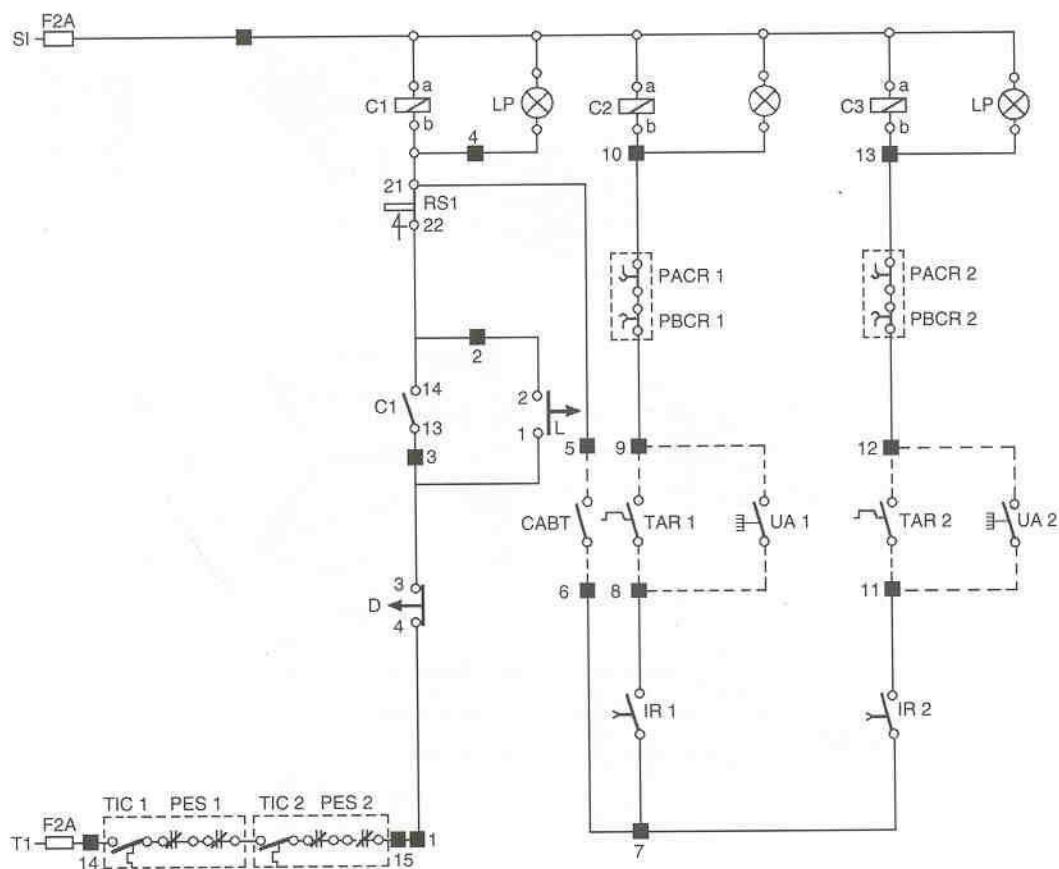 F2A
SI
a a a
C1 LP C2 C3 LP
b b b
4 10 13
21
RS1
22
PACR 1 PACR 2
PBCR 1 PBCR 2
2
14 2
C1
13 1 L
3 5 9 12
CABT TAR 1 UA 1 TAR 2 UA 2
3 6 8 11
D
4
IR 1 IR 2
TIC 1 PES 1 TIC 2 PES 2
F2A
T1 1
14 15 7